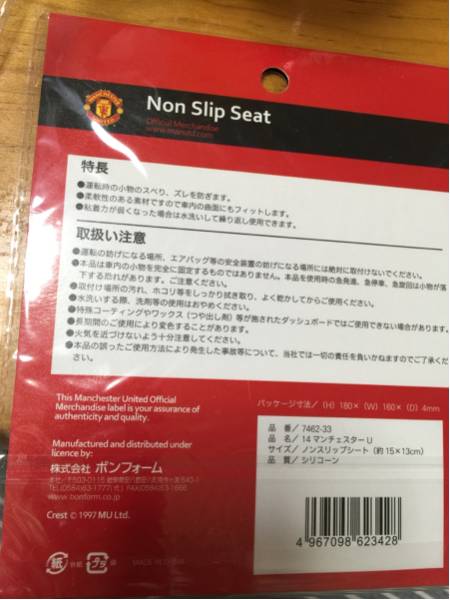 MANCHESTER
UNITED
Non Slip Seat
Official Merchandise
www.manutd.com
特長
●運転時の小物のスベリ、ズレを防ぎます。
●柔軟性のある素材ですので車内の曲面にもフィットします。
●粘着力が弱くなった場合は水洗いして繰り返し使用できます。
取扱い注意
●運転の妨げになる場所、エアバッグ等の安全装置の妨げになる場所には絶対に取付けないでください。
●本品は車内の小物を完全に固定するものではありません。本品を使用時の急発進、急停車、急旋回は小物が落
下する恐れがあります。ご注意ください。
●取付け場所の汚れ、ホコリ等をしっかり拭き取り、よく乾かしてからご使用ください。
●水洗いする際、洗剤等の使用はおやめください。
●特殊コーティングやワックス（つや出し剤）等が施されたダッシュボードではご使用できない場合があります。
●長期間のご使用により変色することがあります。
●火気を近づけないよう十分注意してください。
●本品の誤ったご使用方法により発生した事故等について、当社では一切の責任を負いかねますのでご了承くだ
さい。
This Manchester United Official
Merchandise label is your assurance of
authenticity and quality.
パッケージ寸法／（H）180×（W）160×（D）4mm
Manufactured and distributed under
licence by:
株式会社 ボンフォーム
www.bonform.co.jp
Crest © 1997 MU Ltd.
品 番／7462-33
品 名／14 マンチェスター U
サイズ／ノンスリップシート（約 15×13cm）
品 質／シリコーン
4 967098 623428
紙 プラ